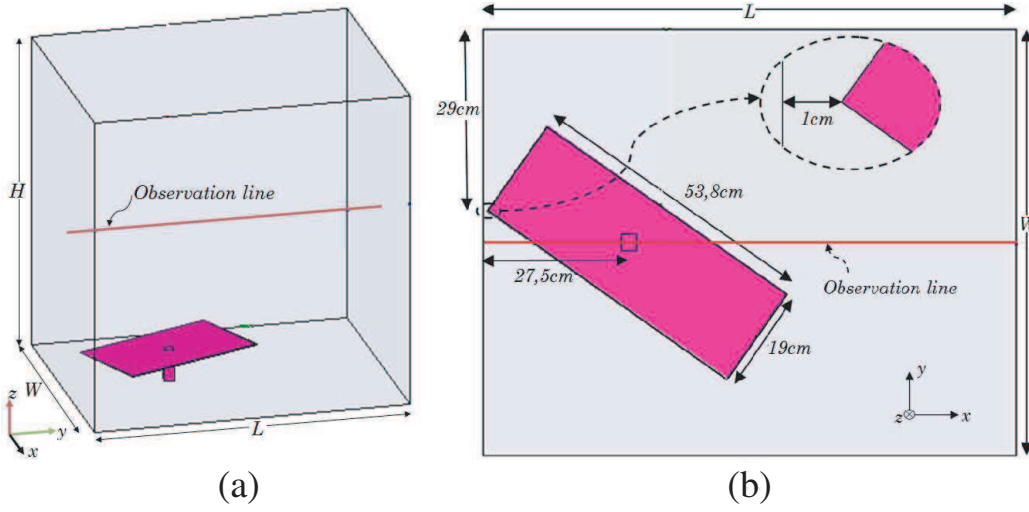 H
Observation line
W
L
z
y
x
(a)
L
29cm
1cm
53,8cm
W
27,5cm
Observation line
19cm
y
z
x
(b)